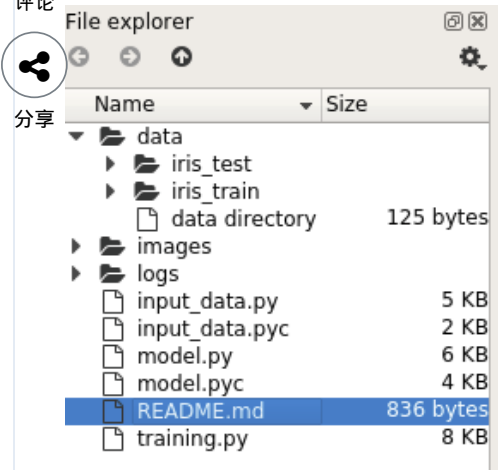 评论
File explorer
分享
Name Size
data
iris_test
iris_train
data directory 125 bytes
images
logs
input_data.py 5 KB
input_data.pyc 2 KB
model.py 6 KB
model.pyc 4 KB
README.md 836 bytes
training.py 8 KB